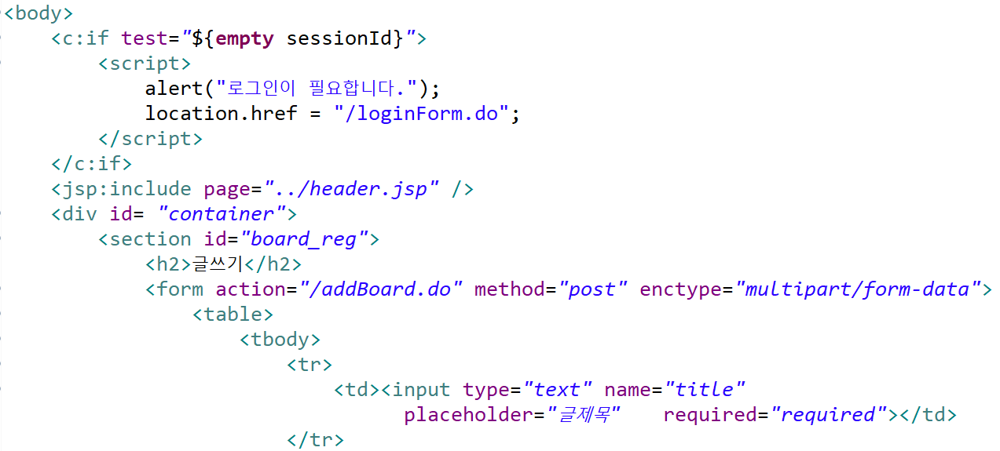 <body>
<c:if test="${empty sessionId}">
<script>
alert("로그인이 필요합니다.");
location.href = "/loginForm.do";
</script>
</c:if>
<jsp:include page="../header.jsp" />
<div id= "container">
<section id="board_reg">
<h2>글쓰기</h2>
<form action="/addBoard.do" method="post" enctype="multipart/form-data">
<table>
<tbody>
<tr>
<td><input type="text" name="title"
placeholder="글제목" required="required"></td>
</tr>